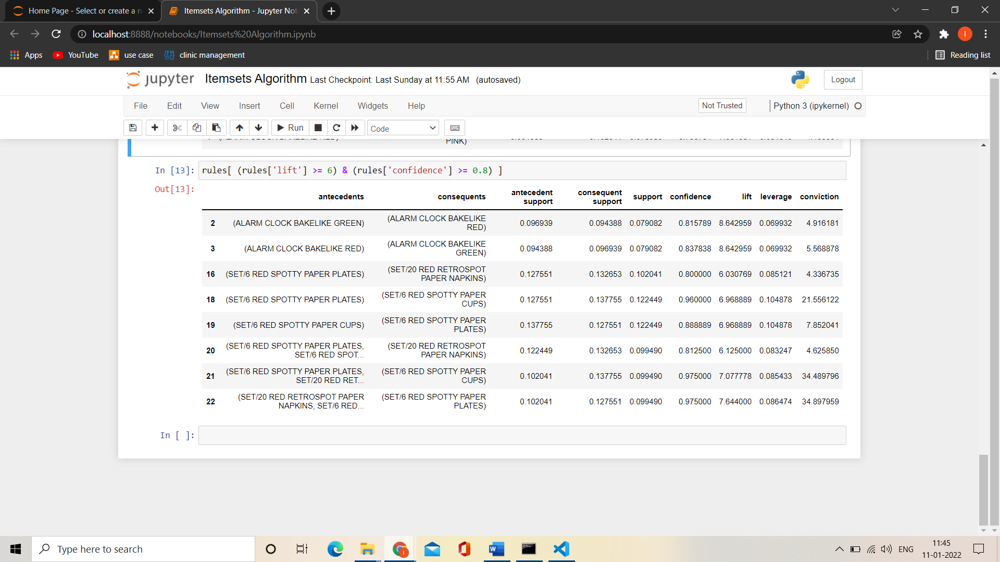 Home Page - Select or create a n
Itemsets Algorithm - Jupyter Not
localhost:8888/notebooks/Itemsets%20Algorithm.ipynb
Apps YouTube use case clinic management Reading list
jupyter Itemsets Algorithm Last Checkpoint: Last Sunday at 11:55 AM (autosaved) Logout
File Edit View Insert Cell Kernel Widgets Help Not Trusted Python 3 (ipykernel)
Run Code
PINK)
In [13]: rules[ (rules['lift'] >= 6) & (rules['confidence'] >= 0.8) ]
Out[13]:
antecedents consequents antecedent support consequent support support confidence lift leverage conviction
2 (ALARM CLOCK BAKELIKE GREEN) (ALARM CLOCK BAKELIKE RED) 0.096939 0.094388 0.079082 0.815789 8.642959 0.069932 4.916181
3 (ALARM CLOCK BAKELIKE RED) (ALARM CLOCK BAKELIKE GREEN) 0.094388 0.096939 0.079082 0.837838 8.642959 0.069932 5.568878
16 (SET/6 RED SPOTTY PAPER PLATES) (SET/20 RED RETROSPOT PAPER NAPKINS) 0.127551 0.132653 0.102041 0.800000 6.030769 0.085121 4.336735
18 (SET/6 RED SPOTTY PAPER PLATES) (SET/6 RED SPOTTY PAPER CUPS) 0.127551 0.137755 0.122449 0.960000 6.968889 0.104878 21.556122
19 (SET/6 RED SPOTTY PAPER CUPS) (SET/6 RED SPOTTY PAPER PLATES) 0.137755 0.127551 0.122449 0.888889 6.968889 0.104878 7.852041
20 (SET/6 RED SPOTTY PAPER PLATES, SET/6 RED SPOT... (SET/20 RED RETROSPOT PAPER NAPKINS) 0.122449 0.132653 0.099490 0.812500 6.125000 0.083247 4.625850
21 (SET/6 RED SPOTTY PAPER PLATES, SET/20 RED RET... (SET/6 RED SPOTTY PAPER CUPS) 0.102041 0.137755 0.099490 0.975000 7.077778 0.085433 34.489796
22 (SET/20 RED RETROSPOT PAPER NAPKINS, SET/6 RED... (SET/6 RED SPOTTY PAPER PLATES) 0.102041 0.127551 0.099490 0.975000 7.644000 0.086474 34.897959
In [ ]:
Type here to search
ENG
11:45
11-01-2022